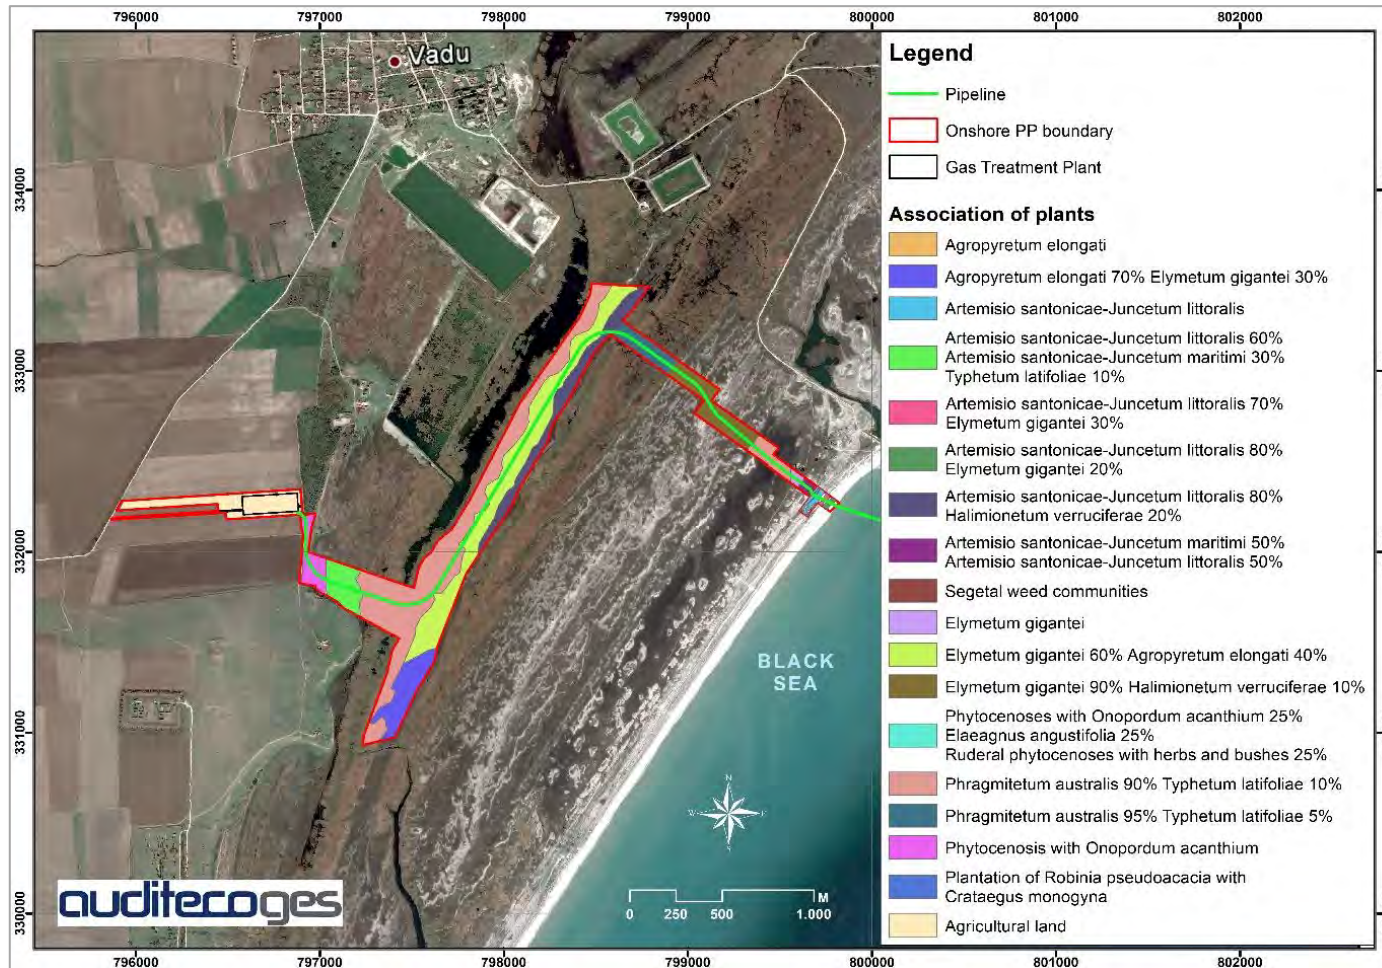 796000 797000 798000 799000 800000 801000 802000
334000
333000
332000
331000
330000
Vadu
BLACK
SEA
N
W
E
S
M
0 250 500 1.000
auditecoges
Legend
Pipeline
Onshore PP boundary
Gas Treatment Plant
Association of plants
Agropyretum elongati
Agropyretum elongati 70% Elymetum gigantei 30%
Artemisio santonicae-Juncetum littoralis
Artemisio santonicae-Juncetum littoralis 60%
Artemisio santonicae-Juncetum maritimi 30%
Typhetum latifoliae 10%
Artemisio santonicae-Juncetum littoralis 70%
Elymetum gigantei 30%
Artemisio santonicae-Juncetum littoralis 80%
Elymetum gigantei 20%
Artemisio santonicae-Juncetum littoralis 80%
Halimionetum verruciferae 20%
Artemisio santonicae-Juncetum maritimi 50%
Artemisio santonicae-Juncetum littoralis 50%
Segetal weed communities
Elymetum gigantei
Elymetum gigantei 60% Agropyretum elongati 40%
Elymetum gigantei 90% Halimionetum verruciferae 10%
Phytocenoses with Onopordum acanthium 25%
Elaeagnus angustifolia 25%
Ruderal phytocenoses with herbs and bushes 25%
Phragmitetum australis 90% Typhetum latifoliae 10%
Phragmitetum australis 95% Typhetum latifoliae 5%
Phytocenosis with Onopordum acanthium
Plantation of Robinia pseudoacacia with
Crataegus monogyna
Agricultural land
796000 797000 798000 799000 800000 801000 802000